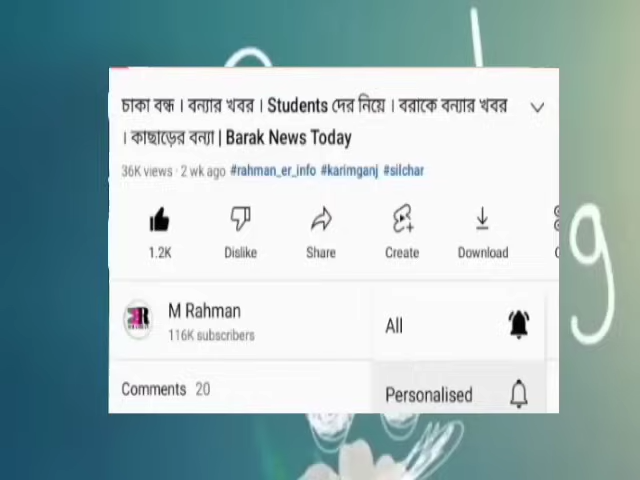 চাকা বন্ধ । বন্যার খবর । Students দের নিয়ে । বরাকে বন্যার খবর
। কাছাড়ের বন্যা | Barak News Today
36K views · 2 wk ago #rahman_er_info #karimganj #silchar
1.2K Dislike Share Create Download
M Rahman
116K subscribers
All
Comments 20
Personalised